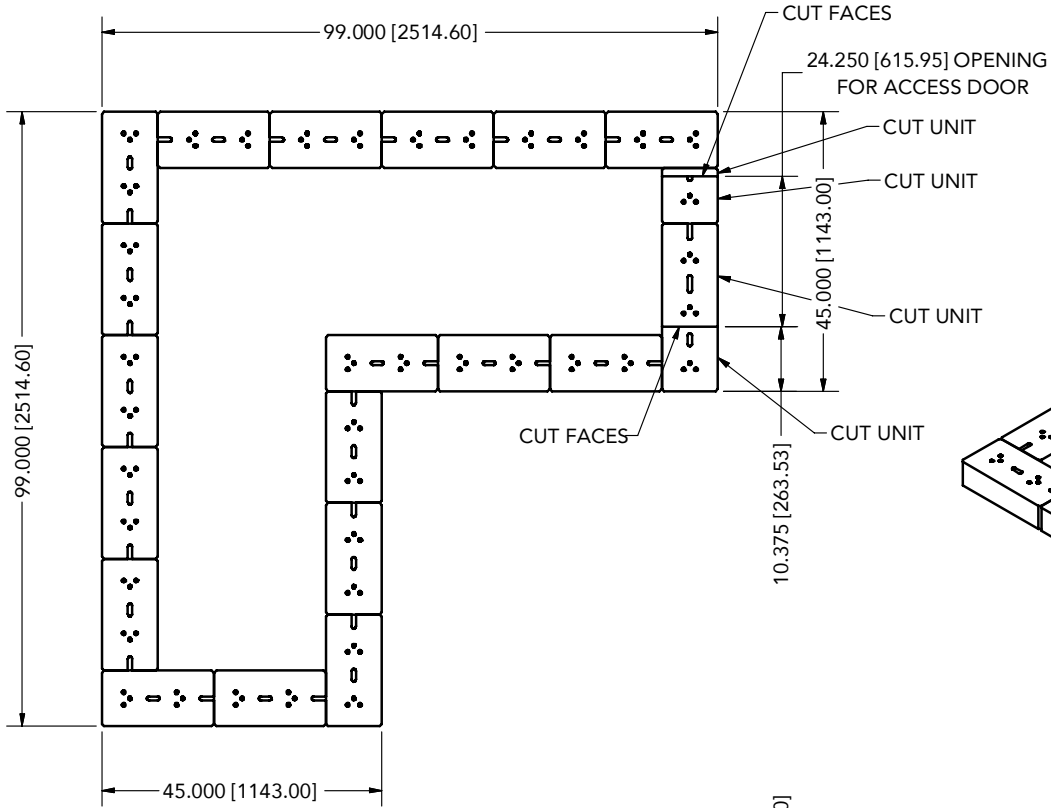 99.000 [2514.60]
CUT FACES
24.250 [615.95] OPENING
FOR ACCESS DOOR
CUT UNIT
CUT UNIT
45.000 [1143.00]
CUT UNIT
99.000 [2514.60]
CUT FACES
CUT UNIT
10.375 [263.53]
45.000 [1143.00]